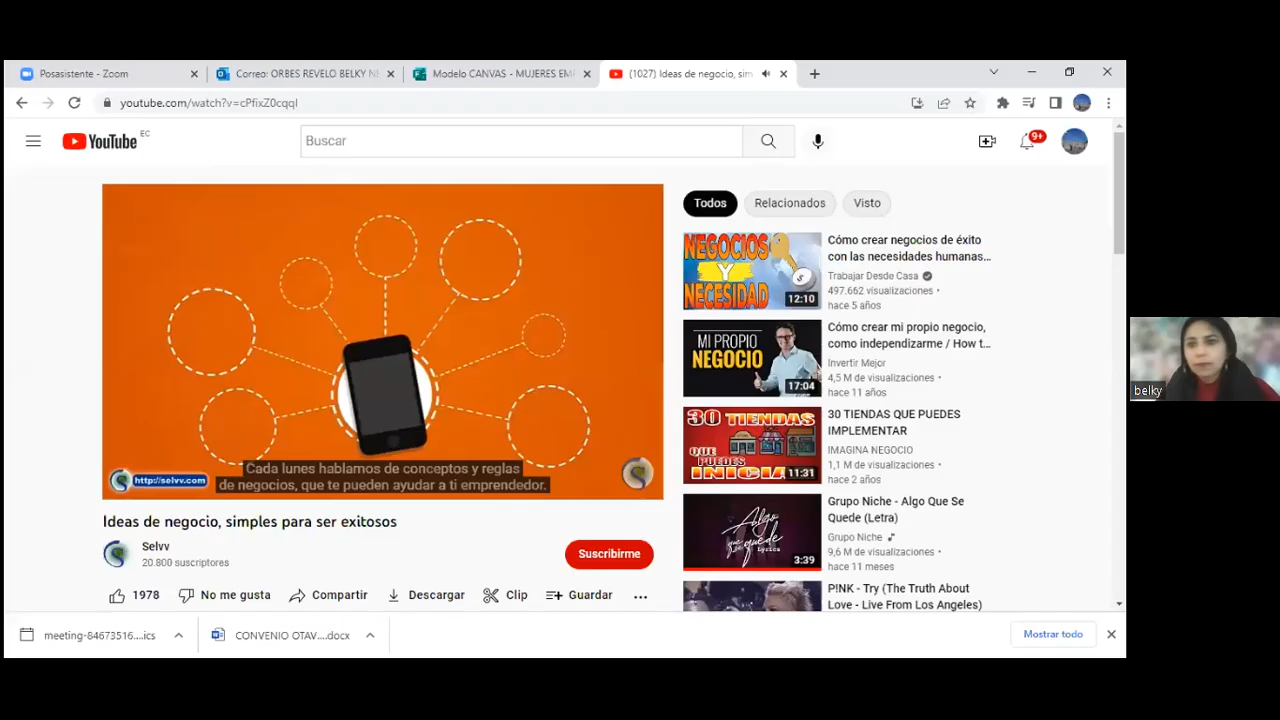 Posasistente - Zoom
Correo: ORBES REVELO BELKY N
Modelo CANVAS - MUJERES EM
(1027) Ideas de negocio, sim
youtube.com/watch?v=cPfixZ0cqqI
YouTube EC
Buscar
9+
Todos
Relacionados
Visto
NEGOCIOS
Y
NECESIDAD
12:10
Cómo crear negocios de éxito
con las necesidades humanas...
Trabajar Desde Casa
497.662 visualizaciones •
hace 5 años
MI PROPIO
NEGOCIO
17:04
Cómo crear mi propio negocio,
como independizarme / How t...
Invertir Mejor
4,5 M de visualizaciones •
hace 11 años
30 TIENDAS
QUE PUEDES
INICIA
11:31
30 TIENDAS QUE PUEDES
IMPLEMENTAR
IMAGINA NEGOCIO
1,1 M de visualizaciones •
hace 2 años
Algo
que se
quede
Lyrica
3:39
Grupo Niche - Algo Que Se
Quede (Letra)
Grupo Niche
9,6 M de visualizaciones •
hace 11 meses
P!NK - Try (The Truth About
Love - Live From Los Angeles)
Cada lunes hablamos de conceptos y reglas
de negocios, que te pueden ayudar a ti emprendedor.
http://selvv.com
Ideas de negocio, simples para ser exitosos
Selvv
20.800 suscriptores
Suscribirme
1978
No me gusta
Compartir
Descargar
Clip
Guardar
...
meeting-84673516....ics
CONVENIO OTAV....docx
Mostrar todo
belky